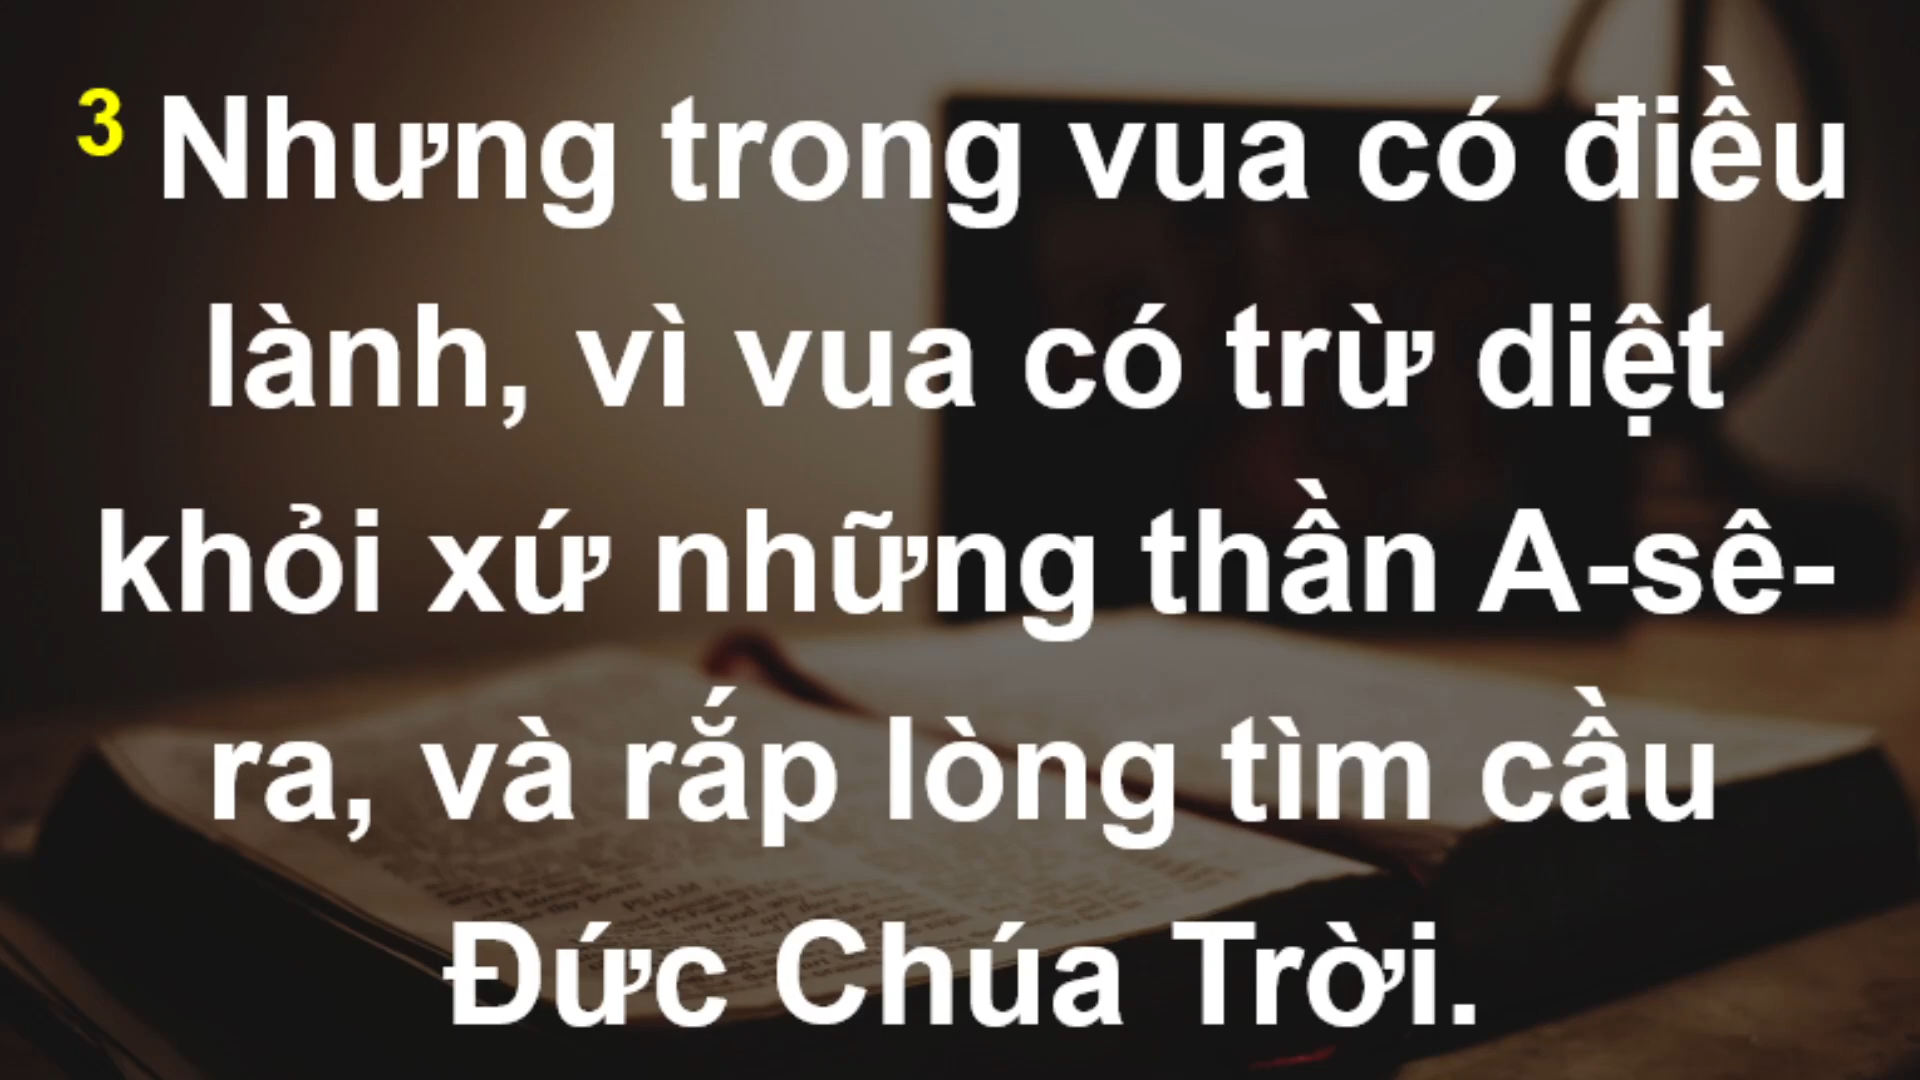 3 Nhưng trong vua có điều
lành, vì vua có trừ diệt
khỏi xứ những thần A-sê-
ra, và rắp lòng tìm cầu
Đức Chúa Trời.
PSALM